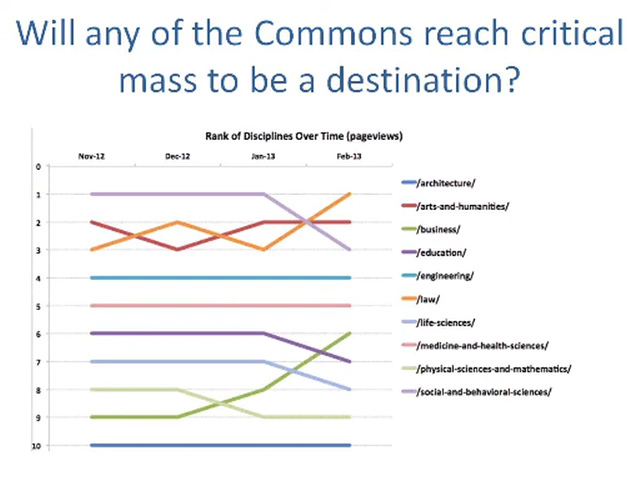 Will any of the Commons reach critical
mass to be a destination?
Rank of Disciplines Over Time (pageviews)
Nov-12 Dec-12 Jan-13 Feb-13
0
1
2
3
4
5
6
7
8
9
10
/architecture/
/arts-and-humanities/
/business/
/education/
/engineering/
/law/
/life-sciences/
/medicine-and-health-sciences/
/physical-sciences-and-mathematics/
/social-and-behavioral-sciences/